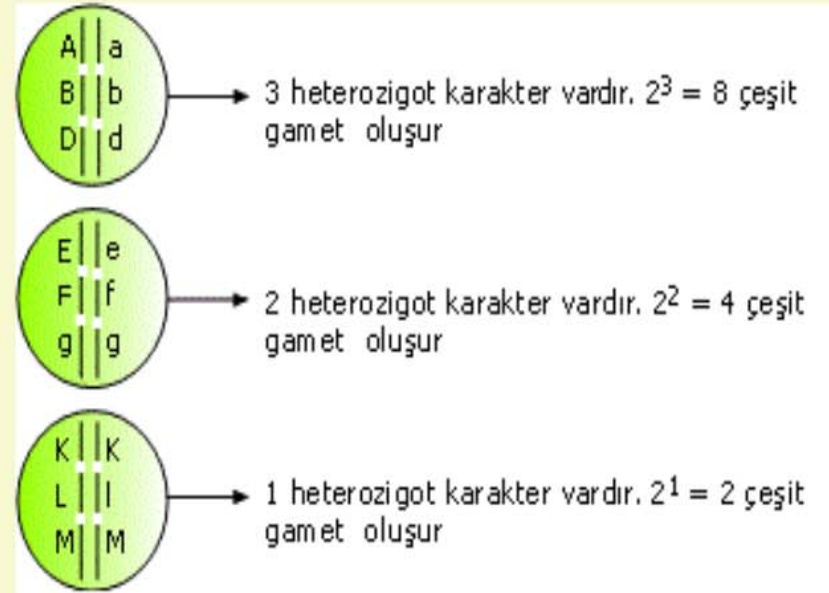 A a
B b
D d
3 heterozigot karakter vardır. 2³ = 8 çeşit
gamet oluşur
E e
F f
g g
2 heterozigot karakter vardır. 2² = 4 çeşit
gamet oluşur
K K
L l
M M
1 heterozigot karakter vardır. 2¹ = 2 çeşit
gamet oluşur